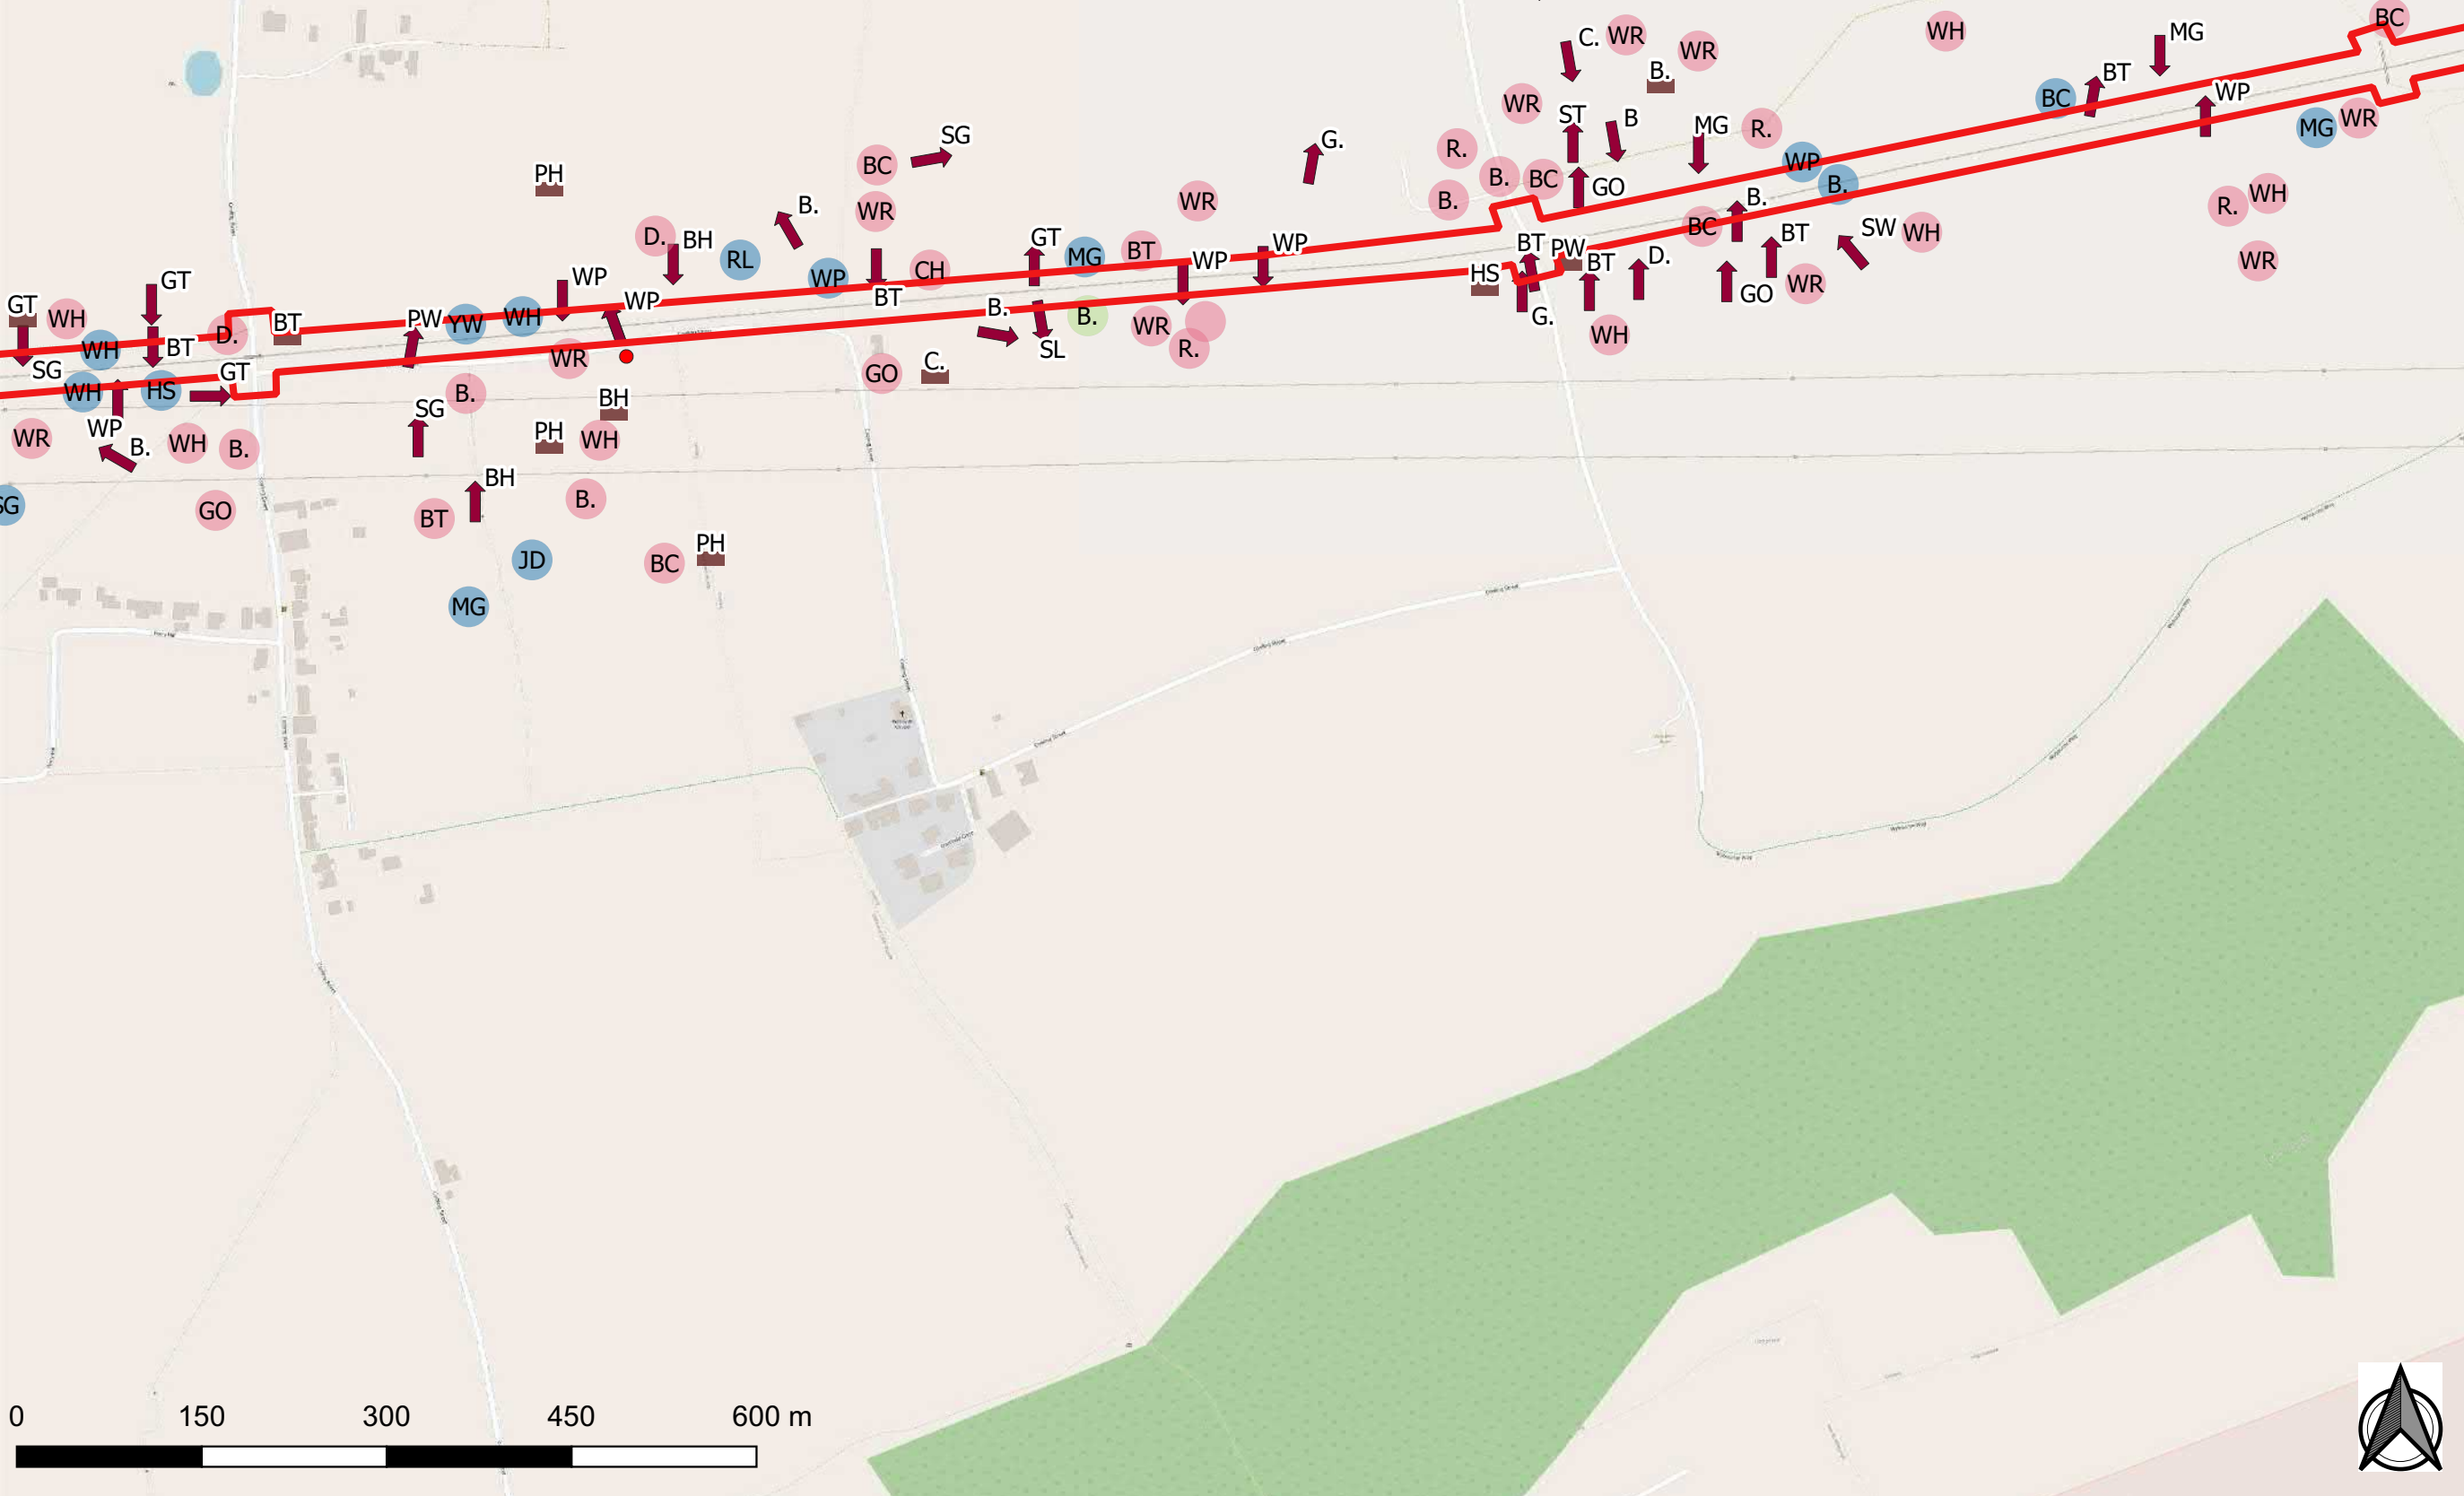 BC
C.
WR
WH
MG
WR
B.
BT
BC
WP
WR
ST
B
MG
R.
WR
MG
SG
G.
R.
WP
BC
PH
B.
BC
GO
B.
WH
B.
WR
B.
R.
WR
B.
BC
BT
SW
WH
D.
BH
GT
MG
BT
WP
BT
PW
D.
RL
WP
WP
BT
WR
GT
WP
CH
HS
GO
GT
WH
WP
BT
B.
B.
G.
D.
BT
PW
YW
WH
SL
WR
R.
WH
WH
BT
SG
GT
WR
C.
GO
WH
HS
B.
BH
WR
WP
B.
WH
B.
SG
PH
WH
BH
SG
GO
BT
B.
JD
BC
PH
MG
0 150 300 450 600 m